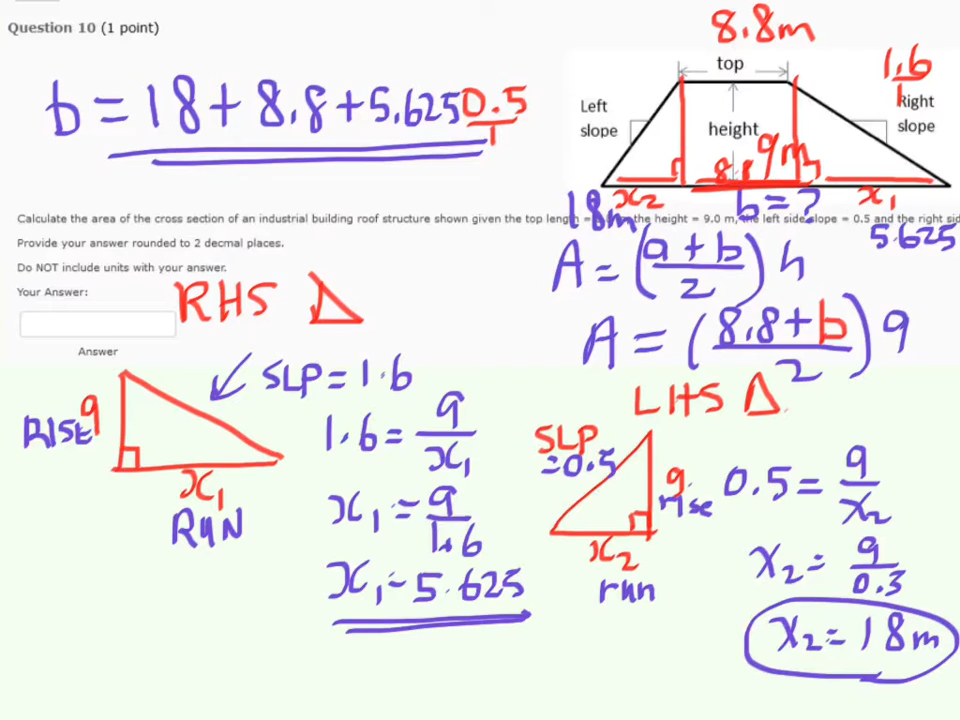 Question 10 (1 point)
8.8m
b = 18 + 8.8 + 5.625
0.5
1
top
1.6
1
Left
slope
Right
slope
height
9m
8.8
x2
x1
18m
b = ?
5.625
Calculate the area of the cross section of an industrial building roof structure shown given the top length = the height = 9.0 m, the left side slope = 0.5 and the right sid
Provide your answer rounded to 2 decimal places.
Do NOT include units with your answer.
Your Answer:
Answer
A = (a + b / 2) h
A = (8.8 + b / 2) 9
RHS Δ
SLP = 1.6
RISE
9
x1
RUN
1.6 = 9 / x1
x1 = 9 / 1.6
x1 = 5.625
LHS Δ
SLP
= 0.5
9
rise
x2
run
0.5 = 9 / x2
x2 = 9 / 0.5
x2 = 18m